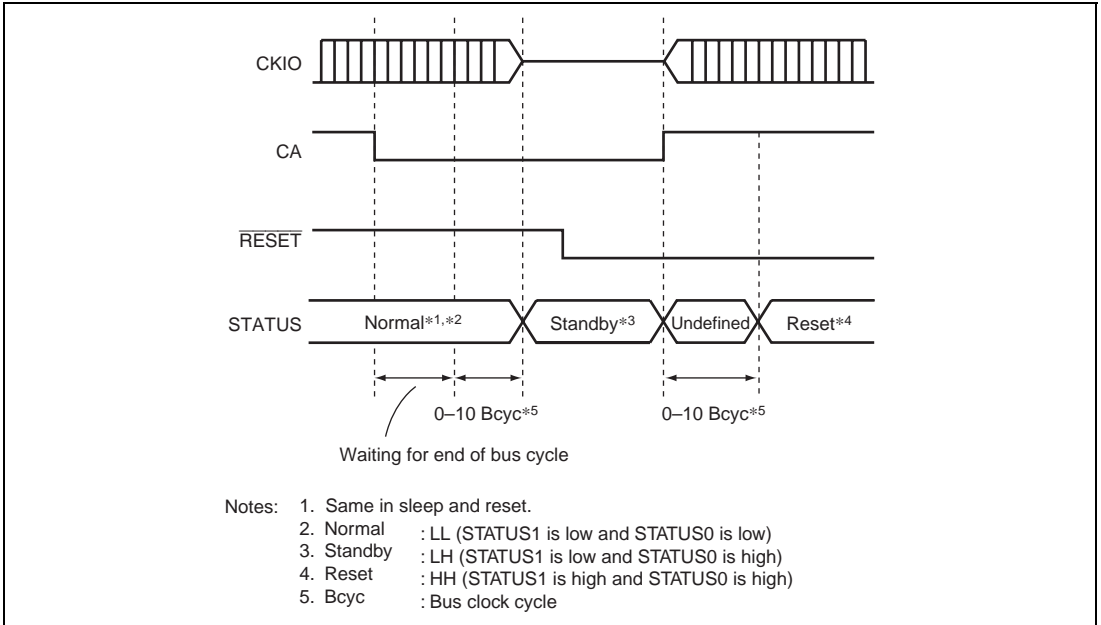 CKIO
CA
RESET
STATUS Normal*1,*2 Standby*3 Undefined Reset*4
0–10 Bcyc*5 0–10 Bcyc*5
Waiting for end of bus cycle
Notes: 1. Same in sleep and reset.
2. Normal : LL (STATUS1 is low and STATUS0 is low)
3. Standby : LH (STATUS1 is low and STATUS0 is high)
4. Reset : HH (STATUS1 is high and STATUS0 is high)
5. Bcyc : Bus clock cycle